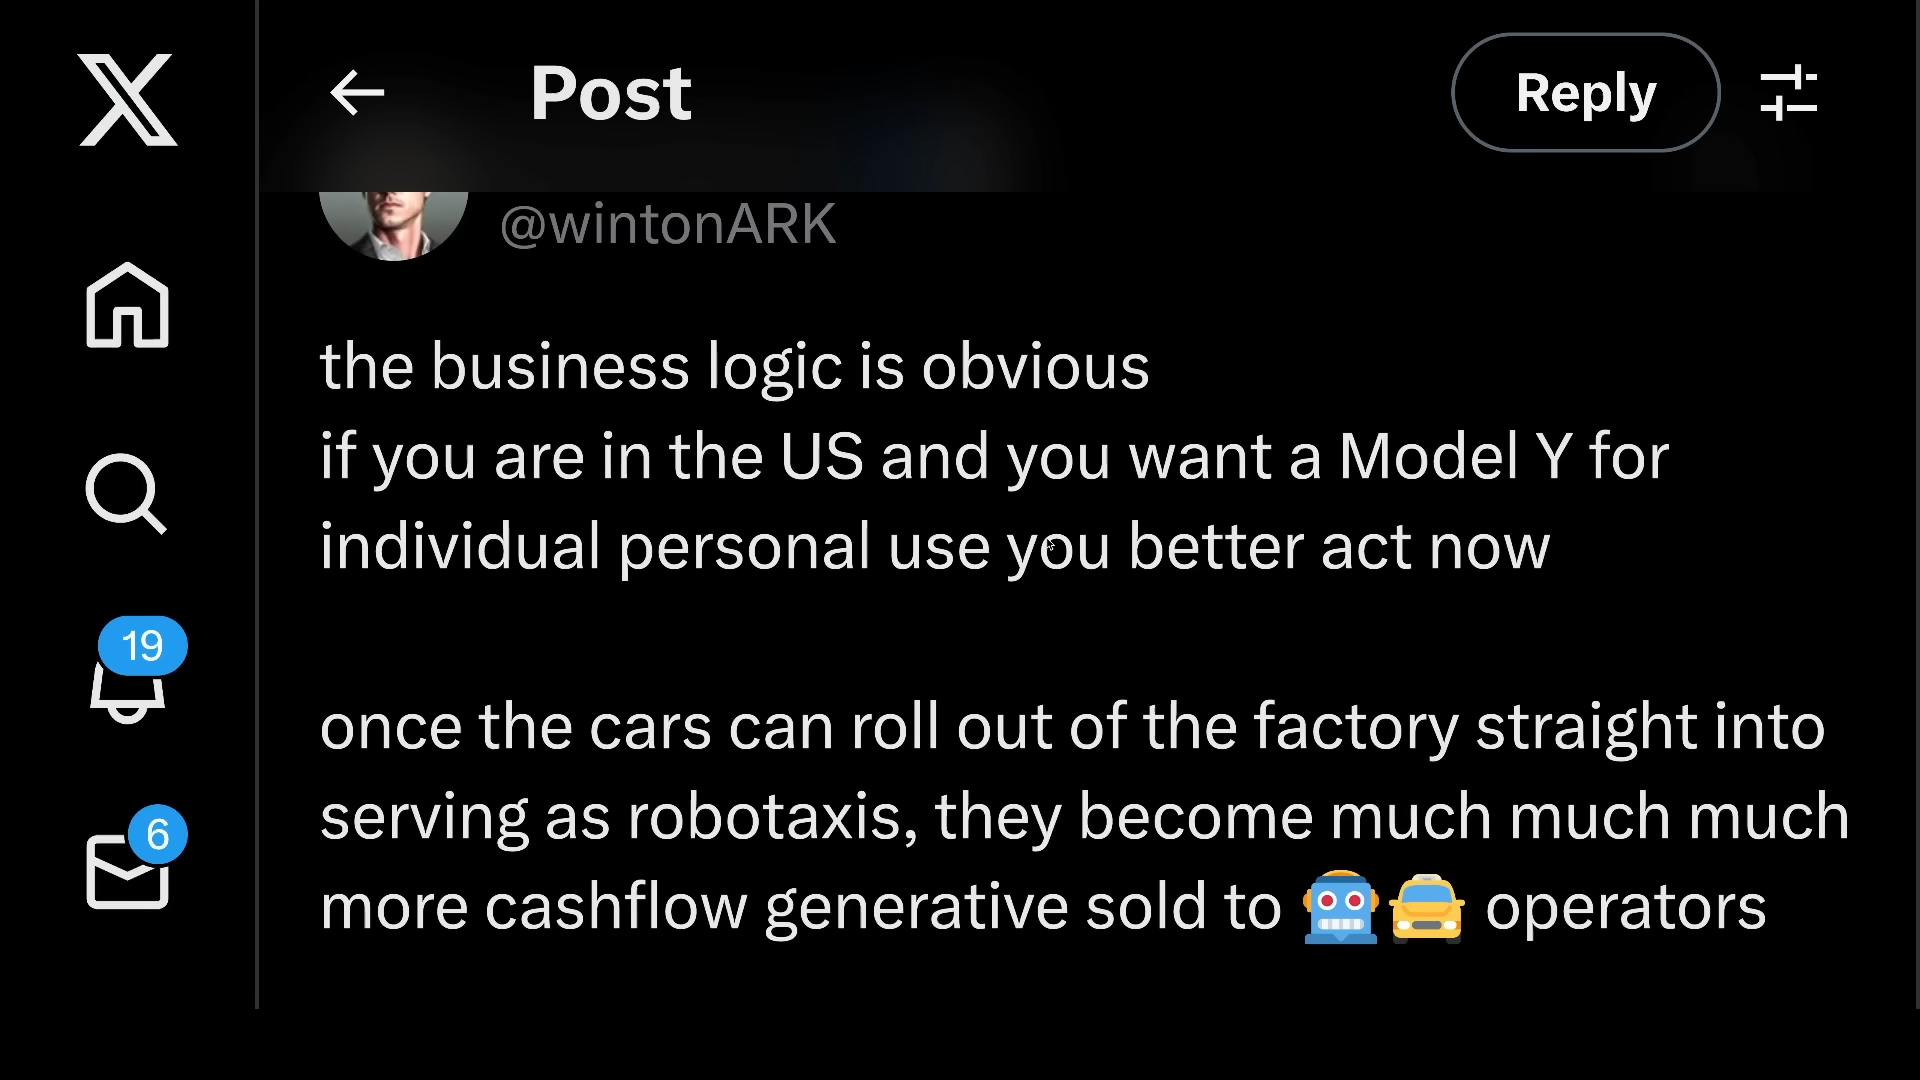 Post
Reply
@wintonARK
the business logic is obvious
if you are in the US and you want a Model Y for
individual personal use you better act now
once the cars can roll out of the factory straight into
serving as robotaxis, they become much much much
more cashflow generative sold to 🤖🚖 operators
19
6